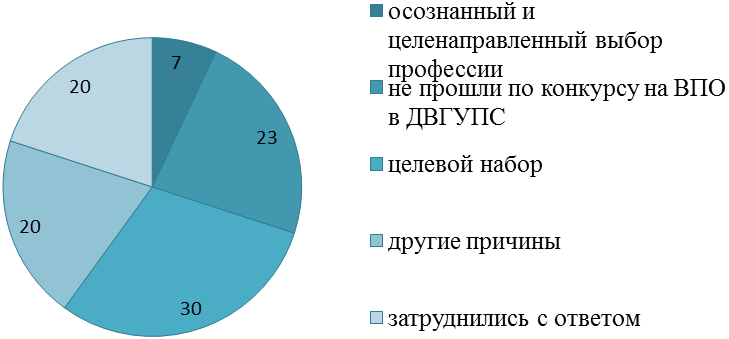 7
23
30
20
20
осознанный и
целенаправленный выбор
профессии
не прошли по конкурсу на ВПО
в ДВГУПС
целевой набор
другие причины
затруднились с ответом